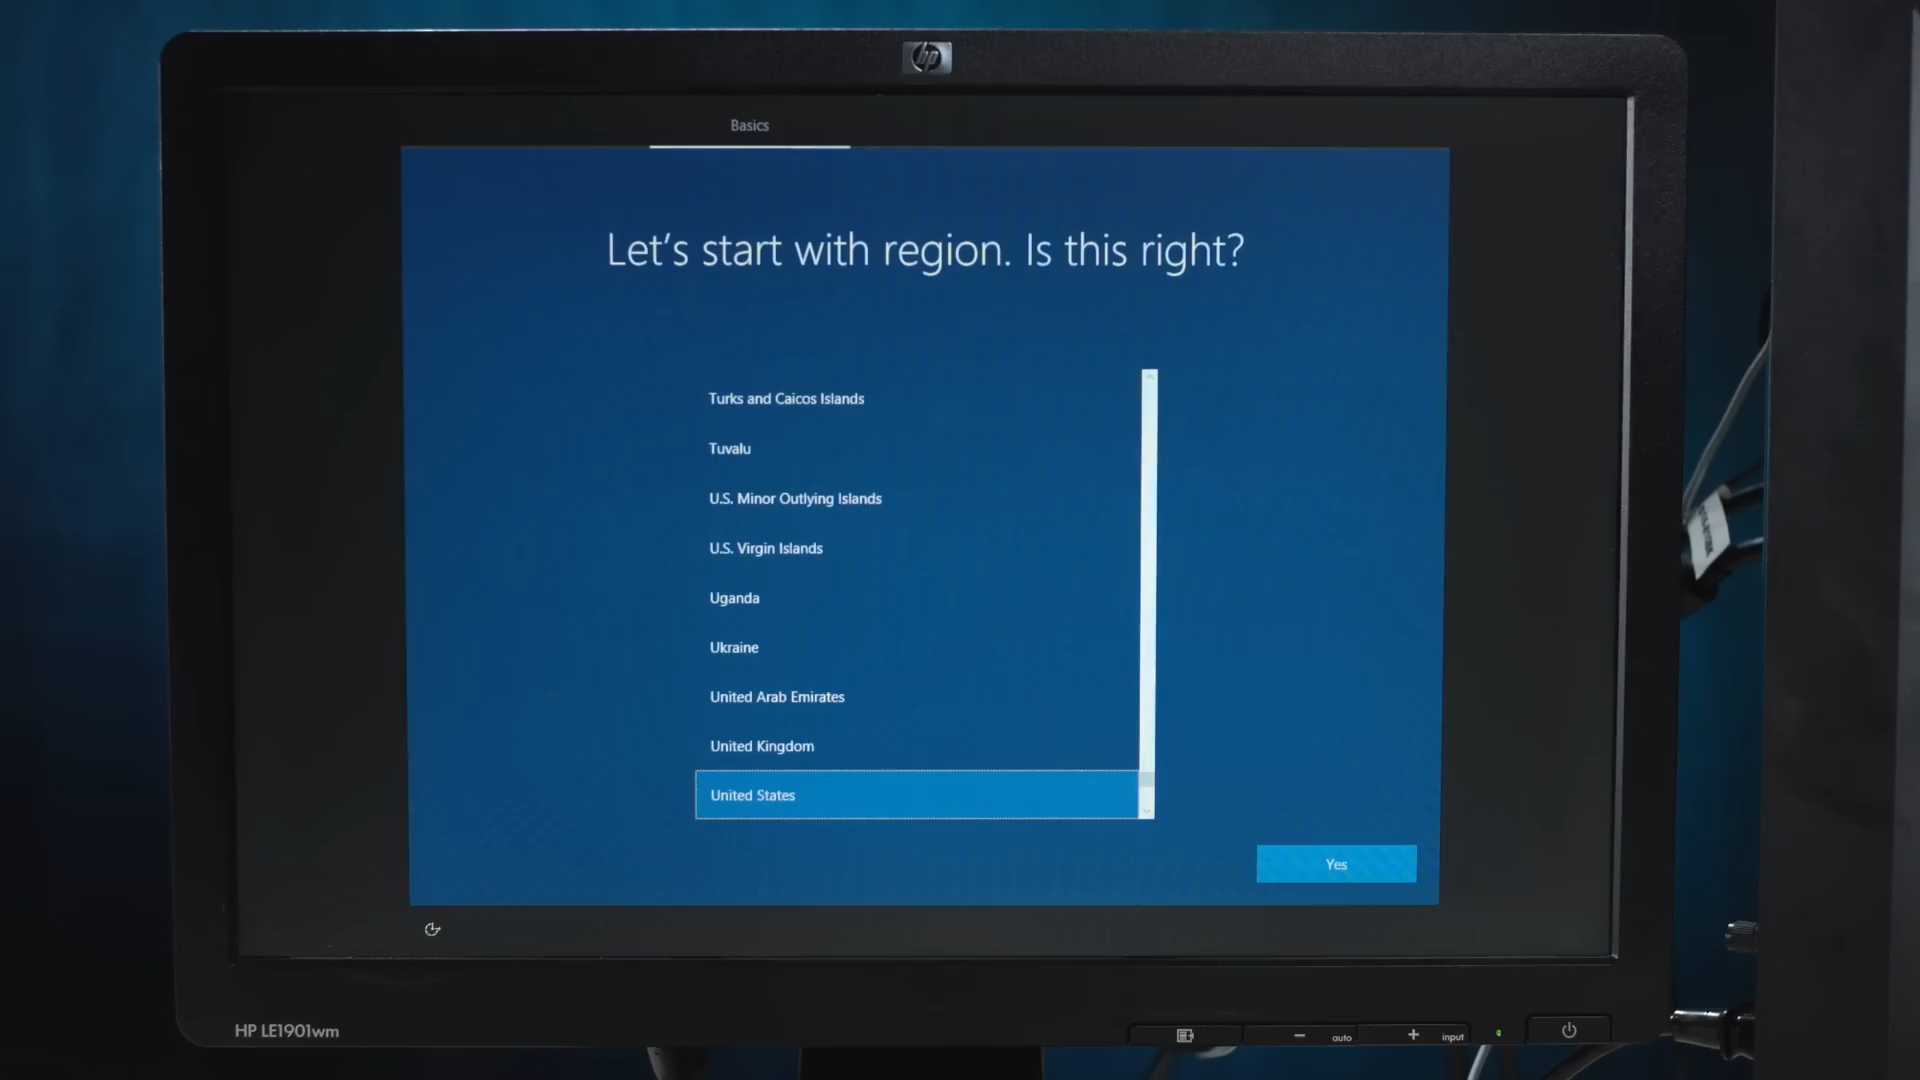 hp
Basics
Let's start with region. Is this right?
Turks and Caicos Islands
Tuvalu
U.S. Minor Outlying Islands
U.S. Virgin Islands
Uganda
Ukraine
United Arab Emirates
United Kingdom
United States
Yes
HP LE1901wm
auto
input